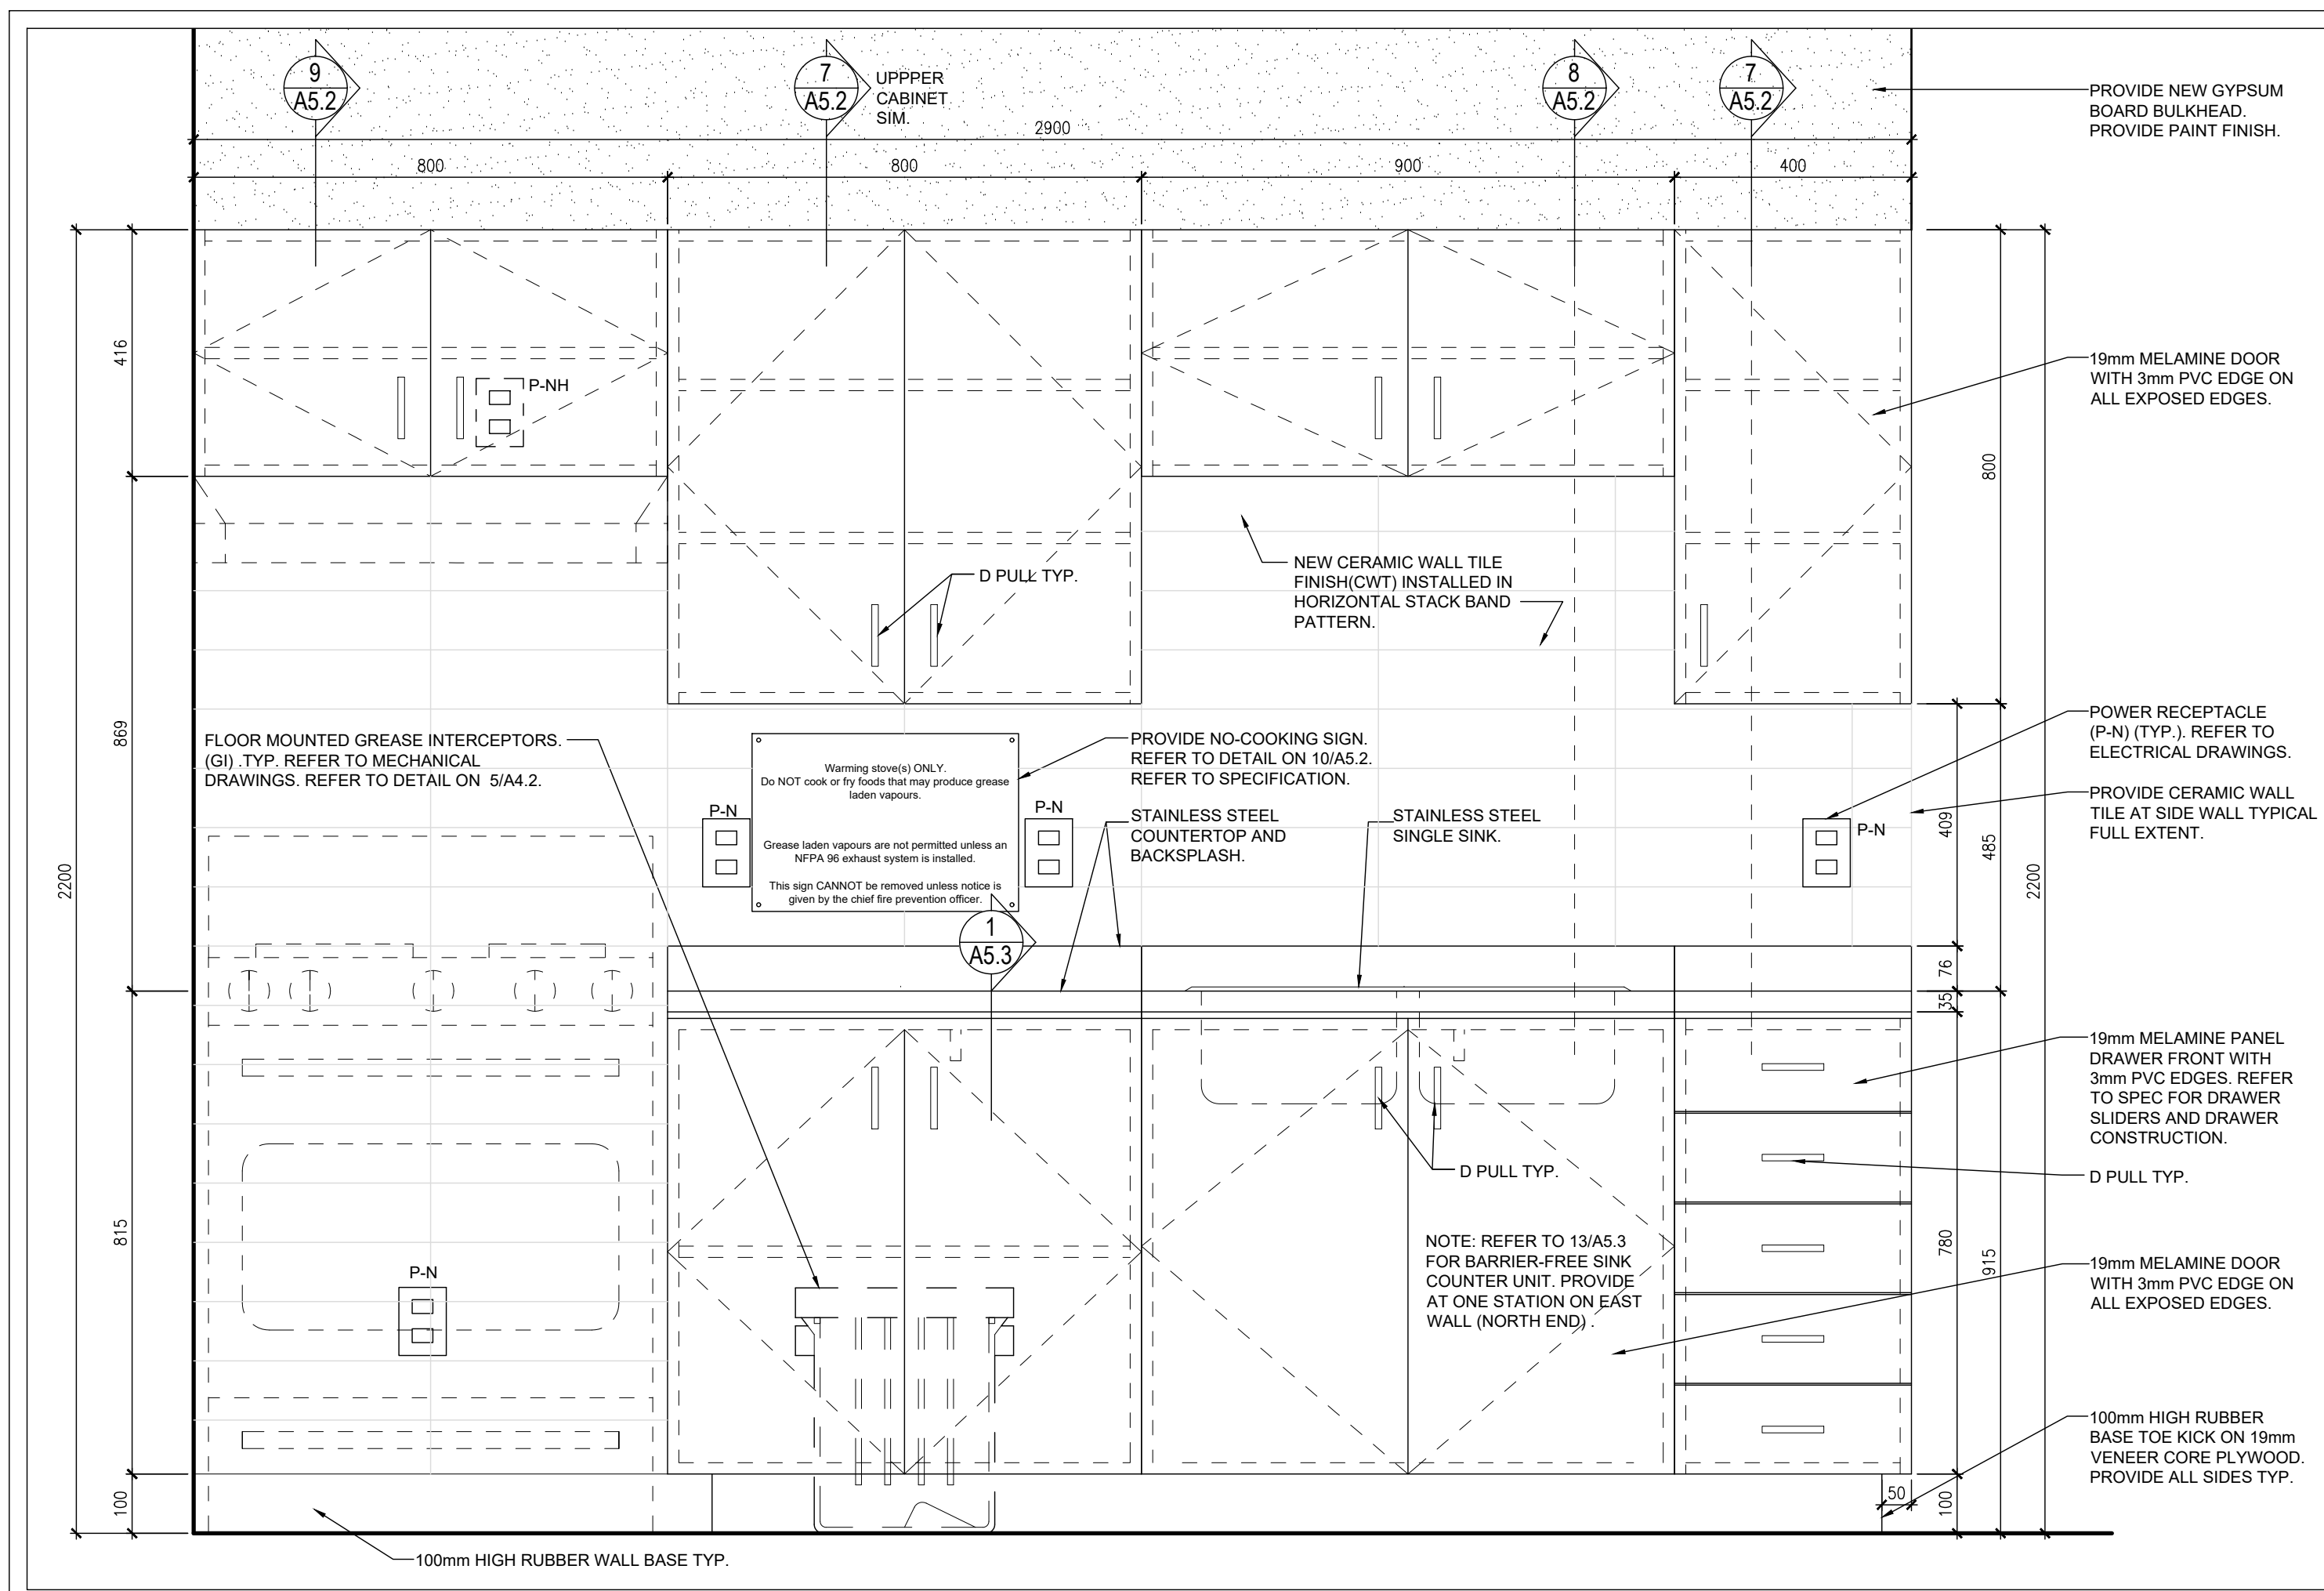 9
A5.2
7
A5.2
UPPPER
CABINET
SIM.
8
A5.2
7
A5.2
PROVIDE NEW GYPSUM
BOARD BULKHEAD.
PROVIDE PAINT FINISH.
2900
800
800
900
400
416
P-NH
19mm MELAMINE DOOR
WITH 3mm PVC EDGE ON
ALL EXPOSED EDGES.
800
D PULL TYP.
NEW CERAMIC WALL TILE
FINISH(CWT) INSTALLED IN
HORIZONTAL STACK BAND
PATTERN.
869
FLOOR MOUNTED GREASE INTERCEPTORS.
(GI) .TYP. REFER TO MECHANICAL
DRAWINGS. REFER TO DETAIL ON 5/A4.2.
Warming stove(s) ONLY.
Do NOT cook or fry foods that may produce grease
laden vapours.
Grease laden vapours are not permitted unless an
NFPA 96 exhaust system is installed.
This sign CANNOT be removed unless notice is
given by the chief fire prevention officer.
P-N
P-N
PROVIDE NO-COOKING SIGN.
REFER TO DETAIL ON 10/A5.2.
REFER TO SPECIFICATION.
STAINLESS STEEL
COUNTERTOP AND
BACKSPLASH.
STAINLESS STEEL
SINGLE SINK.
P-N
POWER RECEPTACLE
(P-N) (TYP.). REFER TO
ELECTRICAL DRAWINGS.
PROVIDE CERAMIC WALL
TILE AT SIDE WALL TYPICAL
FULL EXTENT.
409
485
2200
2200
1
A5.3
76
35
19mm MELAMINE PANEL
DRAWER FRONT WITH
3mm PVC EDGES. REFER
TO SPEC FOR DRAWER
SLIDERS AND DRAWER
CONSTRUCTION.
D PULL TYP.
D PULL TYP.
815
P-N
NOTE: REFER TO 13/A5.3
FOR BARRIER-FREE SINK
COUNTER UNIT. PROVIDE
AT ONE STATION ON EAST
WALL (NORTH END) .
780
915
19mm MELAMINE DOOR
WITH 3mm PVC EDGE ON
ALL EXPOSED EDGES.
100mm HIGH RUBBER
BASE TOE KICK ON 19mm
VENEER CORE PLYWOOD.
PROVIDE ALL SIDES TYP.
100
50
100
100mm HIGH RUBBER WALL BASE TYP.